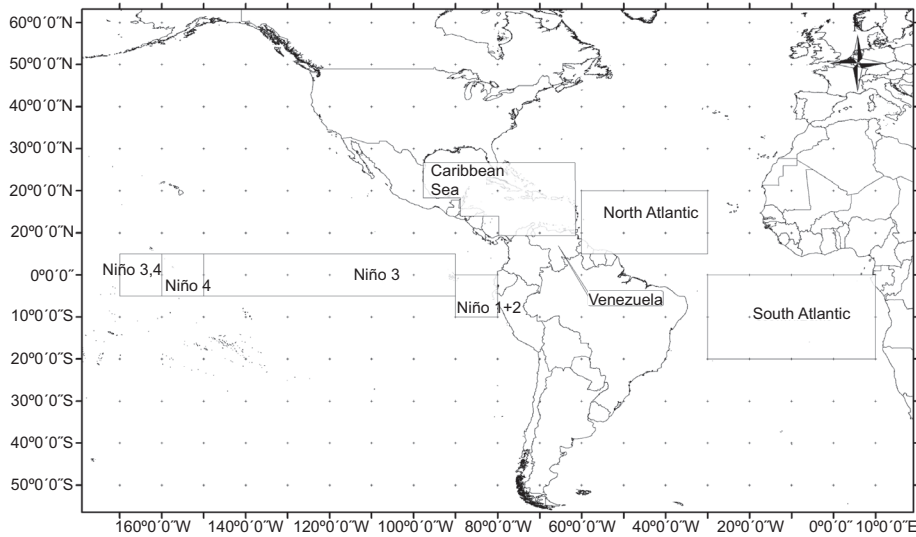 60º0´0˝N
50º0´0˝N
40º0´0˝N
30º0´0˝N
20º0´0˝N
20º0´0˝N
0º0´0˝
10º0´0˝S
20º0´0˝S
30º0´0˝S
40º0´0˝S
50º0´0˝S
Caribbean
Sea
North Atlantic
Niño 3,4
Niño 4
Niño 3
Niño 1+2
Venezuela
South Atlantic
160º0´0˝W
140º0´0˝W
120º0´0˝W
100º0´0˝W
80º0´0˝W
60º0´0˝W
40º0´0˝W
20º0´0˝W
0º0´0˝
10º0´0˝E